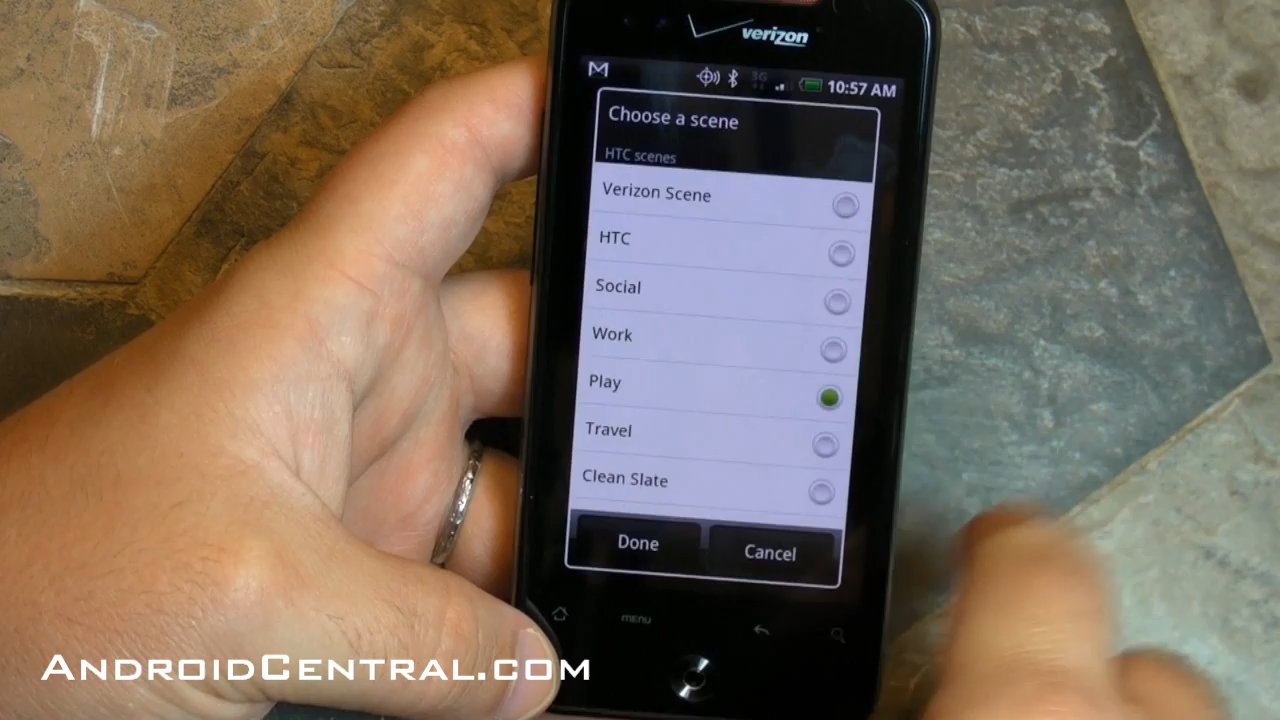 verizon
3G
10:57 AM
Choose a scene
HTC scenes
Verizon Scene
HTC
Social
Work
Play
Travel
Clean Slate
Done
Cancel
MENU
ANDROIDCENTRAL.COM